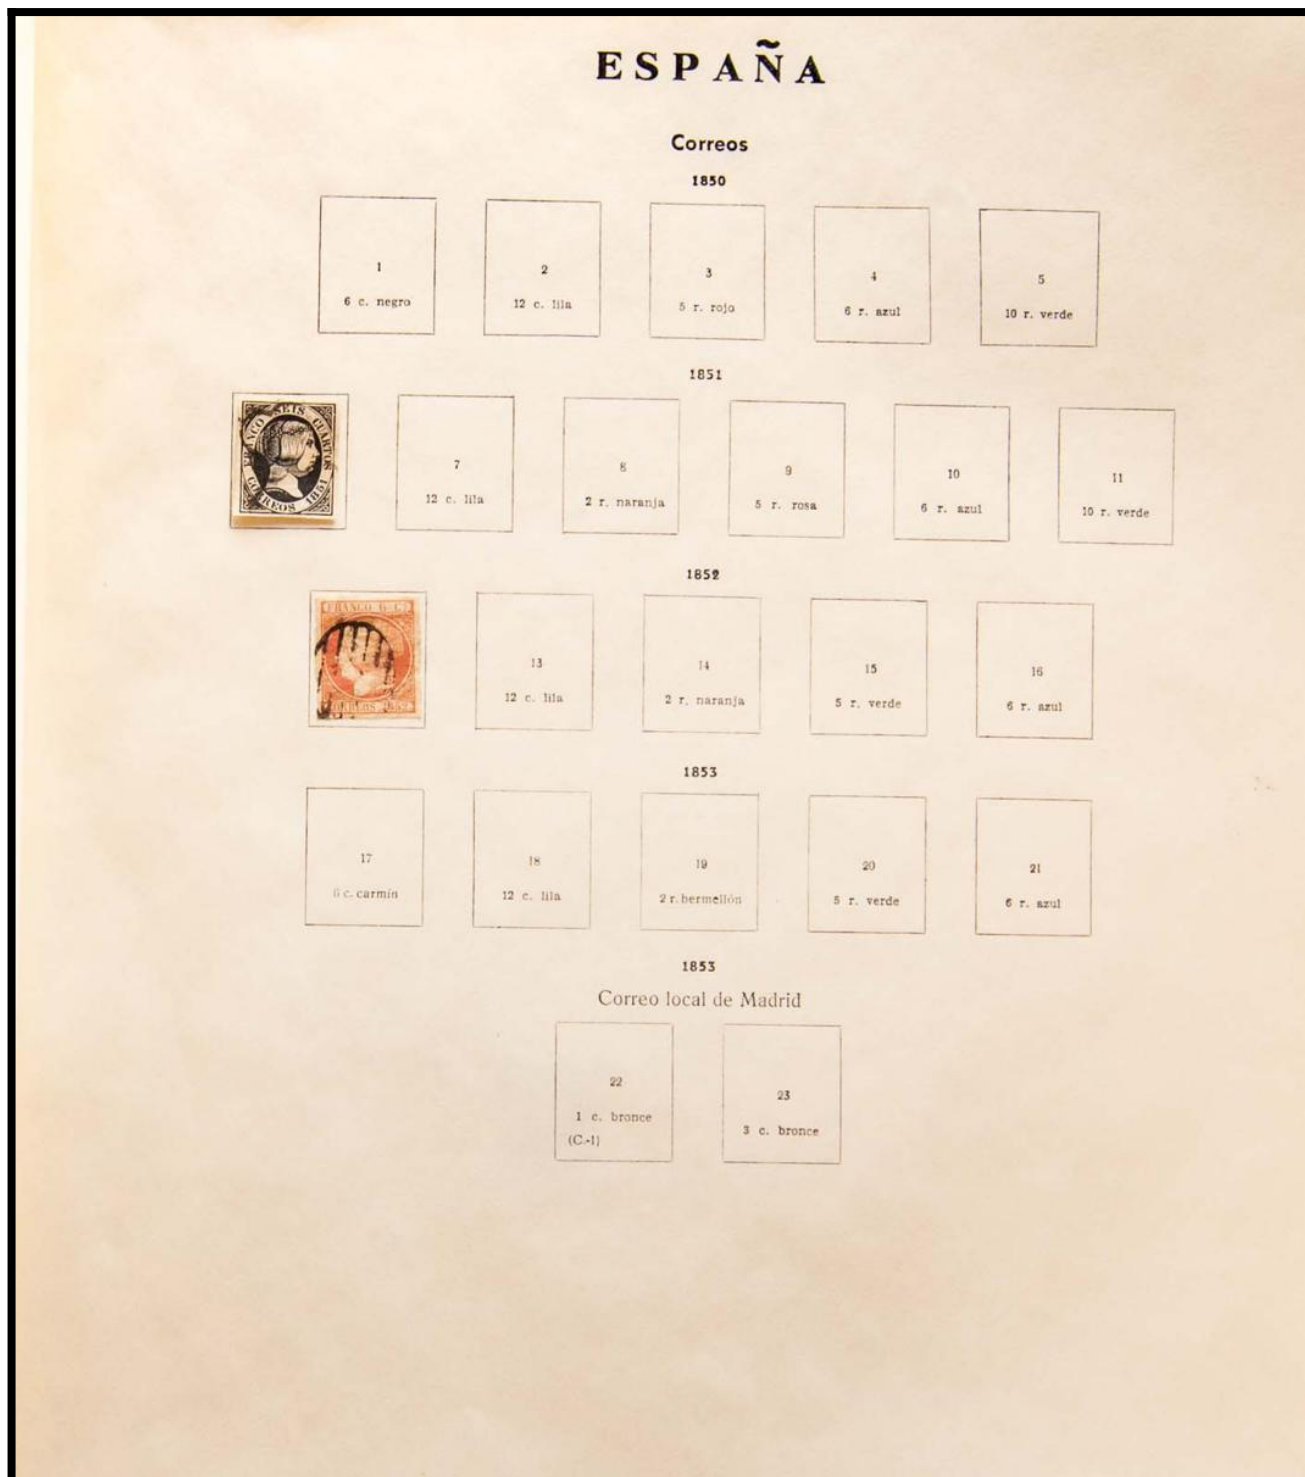 ESPAÑA
Correos
1850
1
6 c. negro
2
12 c. lila
3
5 r. rojo
4
6 r. azul
5
10 r. verde
1851
FRANCO SEIS CUARTOS
CORREOS 1851
7
12 c. lila
8
2 r. naranja
9
5 r. rosa
10
6 r. azul
11
10 r. verde
1852
FRANCO 6 Cs
CORREOS 1852
13
12 c. lila
14
2 r. naranja
15
5 r. verde
16
6 r. azul
1853
17
6 c. carmín
18
12 c. lila
19
2 r. bermellón
20
5 r. verde
21
6 r. azul
1853
Correo local de Madrid
22
1 c. bronce
(C.-1)
23
3 c. bronce